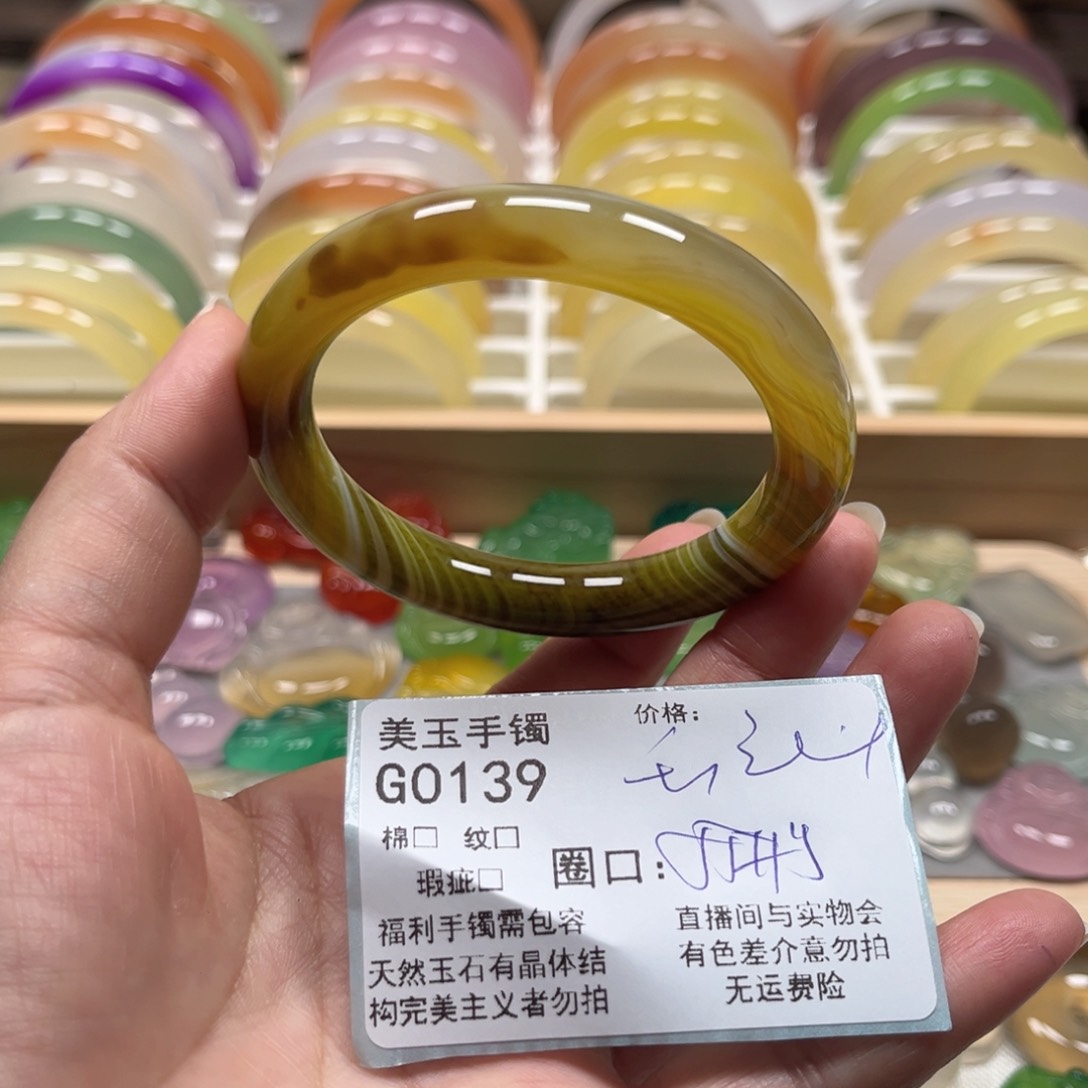 美玉手镯
G0139
价格：
棉□ 纹□
瑕疵□
圈口：
福利手镯需包容
天然玉石有晶体结
构完美主义者勿拍
直播间与实物会
有色差介意勿拍
无运费险